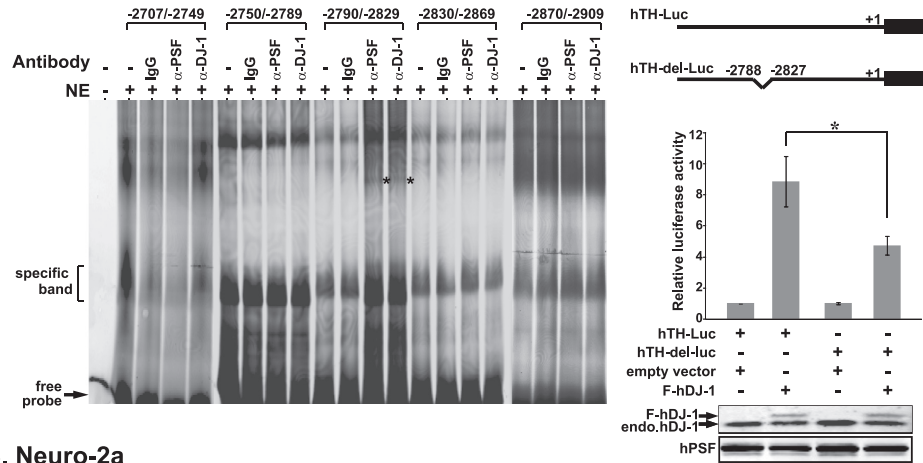 -2707/-2749 -2750/-2789 -2790/-2829 -2830/-2869 -2870/-2909
Antibody - - IgG α-PSF α-DJ-1 - IgG α-PSF α-DJ-1 - IgG α-PSF α-DJ-1 - IgG α-PSF α-DJ-1 - IgG α-PSF α-DJ-1
NE - + + + + + + + + + + + + + + + + + + + +
* *
specific
band
free
probe
. Neuro-2a
hTH-Luc +1
hTH-del-Luc -2788 -2827 +1
Relative luciferase activity
12
10
8
6
4
2
0
*
hTH-Luc + + - -
hTH-del-luc - - + +
empty vector + - + -
F-hDJ-1 - + - +
F-hDJ-1
endo.hDJ-1
hPSF